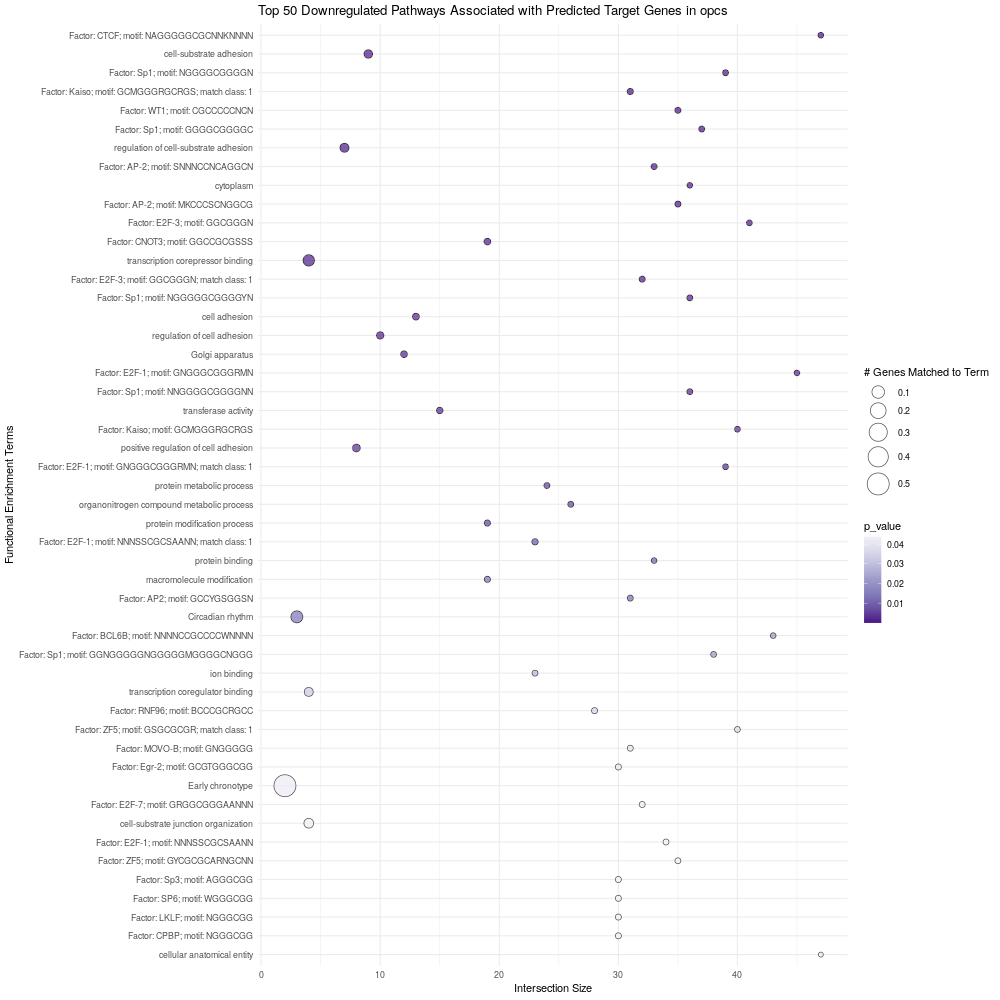 Top 50 Downregulated Pathways Associated with Predicted Target Genes in opcs
Functional Enrichment Terms
Factor: CTCF; motif: NAGGGGGCGCNNKNNNN
cell-substrate adhesion
Factor: Sp1; motif: NGGGGCGGGGN
Factor: Kaiso; motif: GCMGGGRGCRGS; match class: 1
Factor: WT1; motif: CGCCCCCNCN
Factor: Sp1; motif: GGGGCGGGGC
regulation of cell-substrate adhesion
Factor: AP-2; motif: SNNNCCNCAGGCN
cytoplasm
Factor: AP-2; motif: MKCCCSCNGGCG
Factor: E2F-3; motif: GGCGGGN
Factor: CNOT3; motif: GGCCGCGSSS
transcription corepressor binding
Factor: E2F-3; motif: GGCGGGN; match class: 1
Factor: Sp1; motif: NGGGGGCGGGGYN
cell adhesion
regulation of cell adhesion
Golgi apparatus
Factor: E2F-1; motif: GNGGGCGGGRMN
Factor: Sp1; motif: NNGGGGCGGGGNN
transferase activity
Factor: Kaiso; motif: GCMGGGRGCRGS
positive regulation of cell adhesion
Factor: E2F-1; motif: GNGGGCGGGRMN; match class: 1
protein metabolic process
organonitrogen compound metabolic process
protein modification process
Factor: E2F-1; motif: NNNSSCGCSAANN; match class: 1
protein binding
macromolecule modification
Factor: AP2; motif: GCCYGSGGSN
Circadian rhythm
Factor: BCL6B; motif: NNNNCCGCCCCWNNNN
Factor: Sp1; motif: GGNGGGGGNGGGGGMGGGGCNGGG
ion binding
transcription coregulator binding
Factor: RNF96; motif: BCCCGCRGCC
Factor: ZF5; motif: GSGCGCGR; match class: 1
Factor: MOVO-B; motif: GNGGGGG
Factor: Egr-2; motif: GCGTGGGCGG
Early chronotype
Factor: E2F-7; motif: GRGGCGGGAANNN
cell-substrate junction organization
Factor: E2F-1; motif: NNNSSCGCSAANN
Factor: ZF5; motif: GYCGCGCARNGCNN
Factor: Sp3; motif: AGGGCGG
Factor: SP6; motif: WGGGCGG
Factor: LKLF; motif: NGGGCGG
Factor: CPBP; motif: NGGGCGG
cellular anatomical entity
0 10 20 30 40
Intersection Size
# Genes Matched to Term
0.1
0.2
0.3
0.4
0.5
p_value
0.04
0.03
0.02
0.01